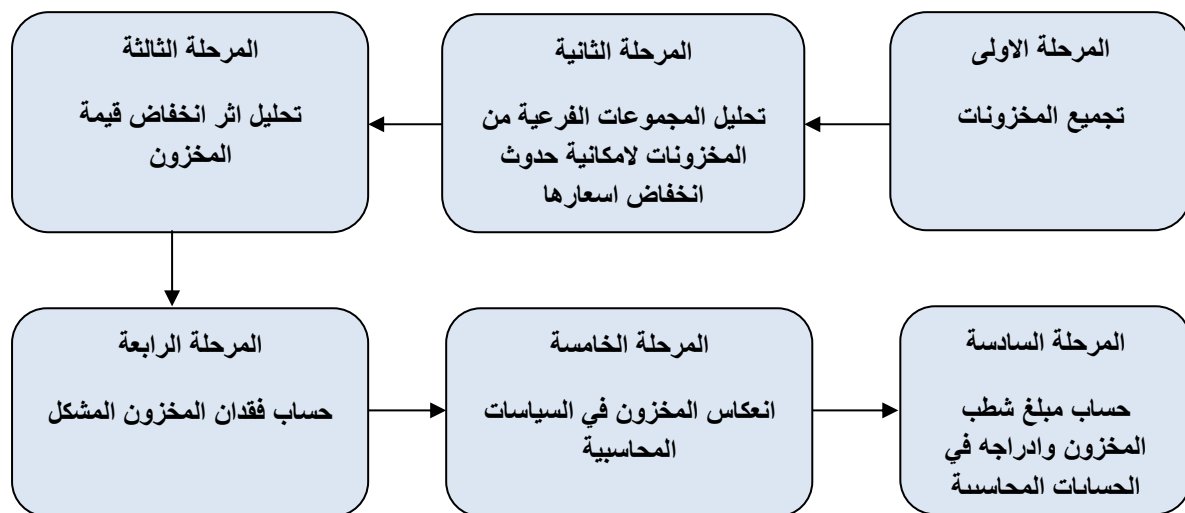 المرحلة الاولى
تجميع المخزونات
المرحلة الثانية
تحليل المجموعات الفرعية من
المخزونات لامكانية حدوث
انخفاض اسعارها
المرحلة الثالثة
تحليل اثر انخفاض قيمة
المخزون
المرحلة الرابعة
حساب فقدان المخزون المشكل
المرحلة الخامسة
انعكاس المخزون في السياسات
المحاسبية
المرحلة السادسة
حساب مبلغ شطب
المخزون وادراجه في
الحسابات المحاسبية